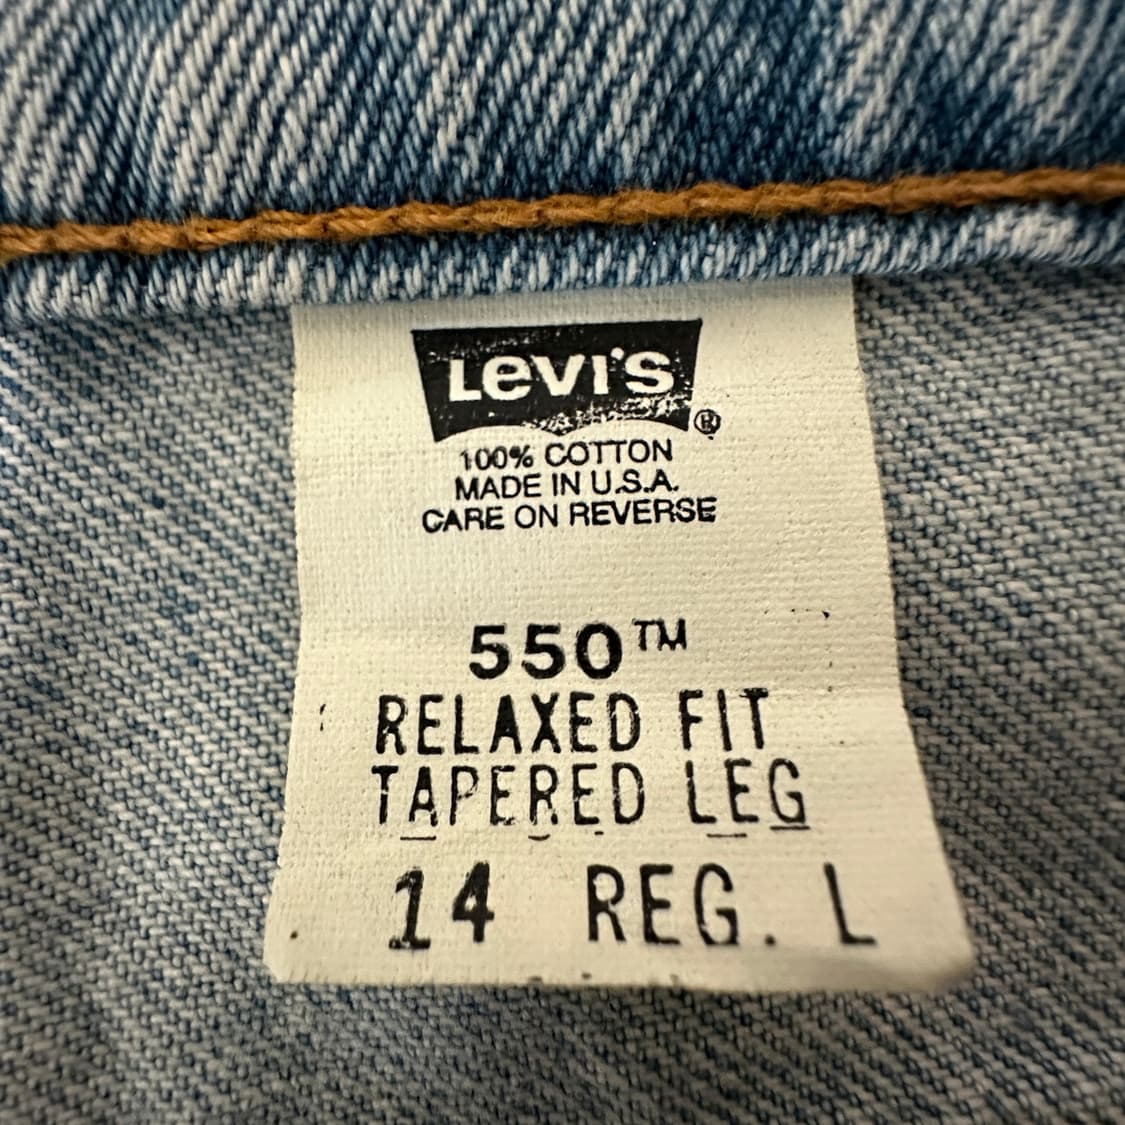 Levi's ®
100% COTTON
MADE IN U.S.A.
CARE ON REVERSE
550™
RELAXED FIT
TAPERED LEG
14 REG. L